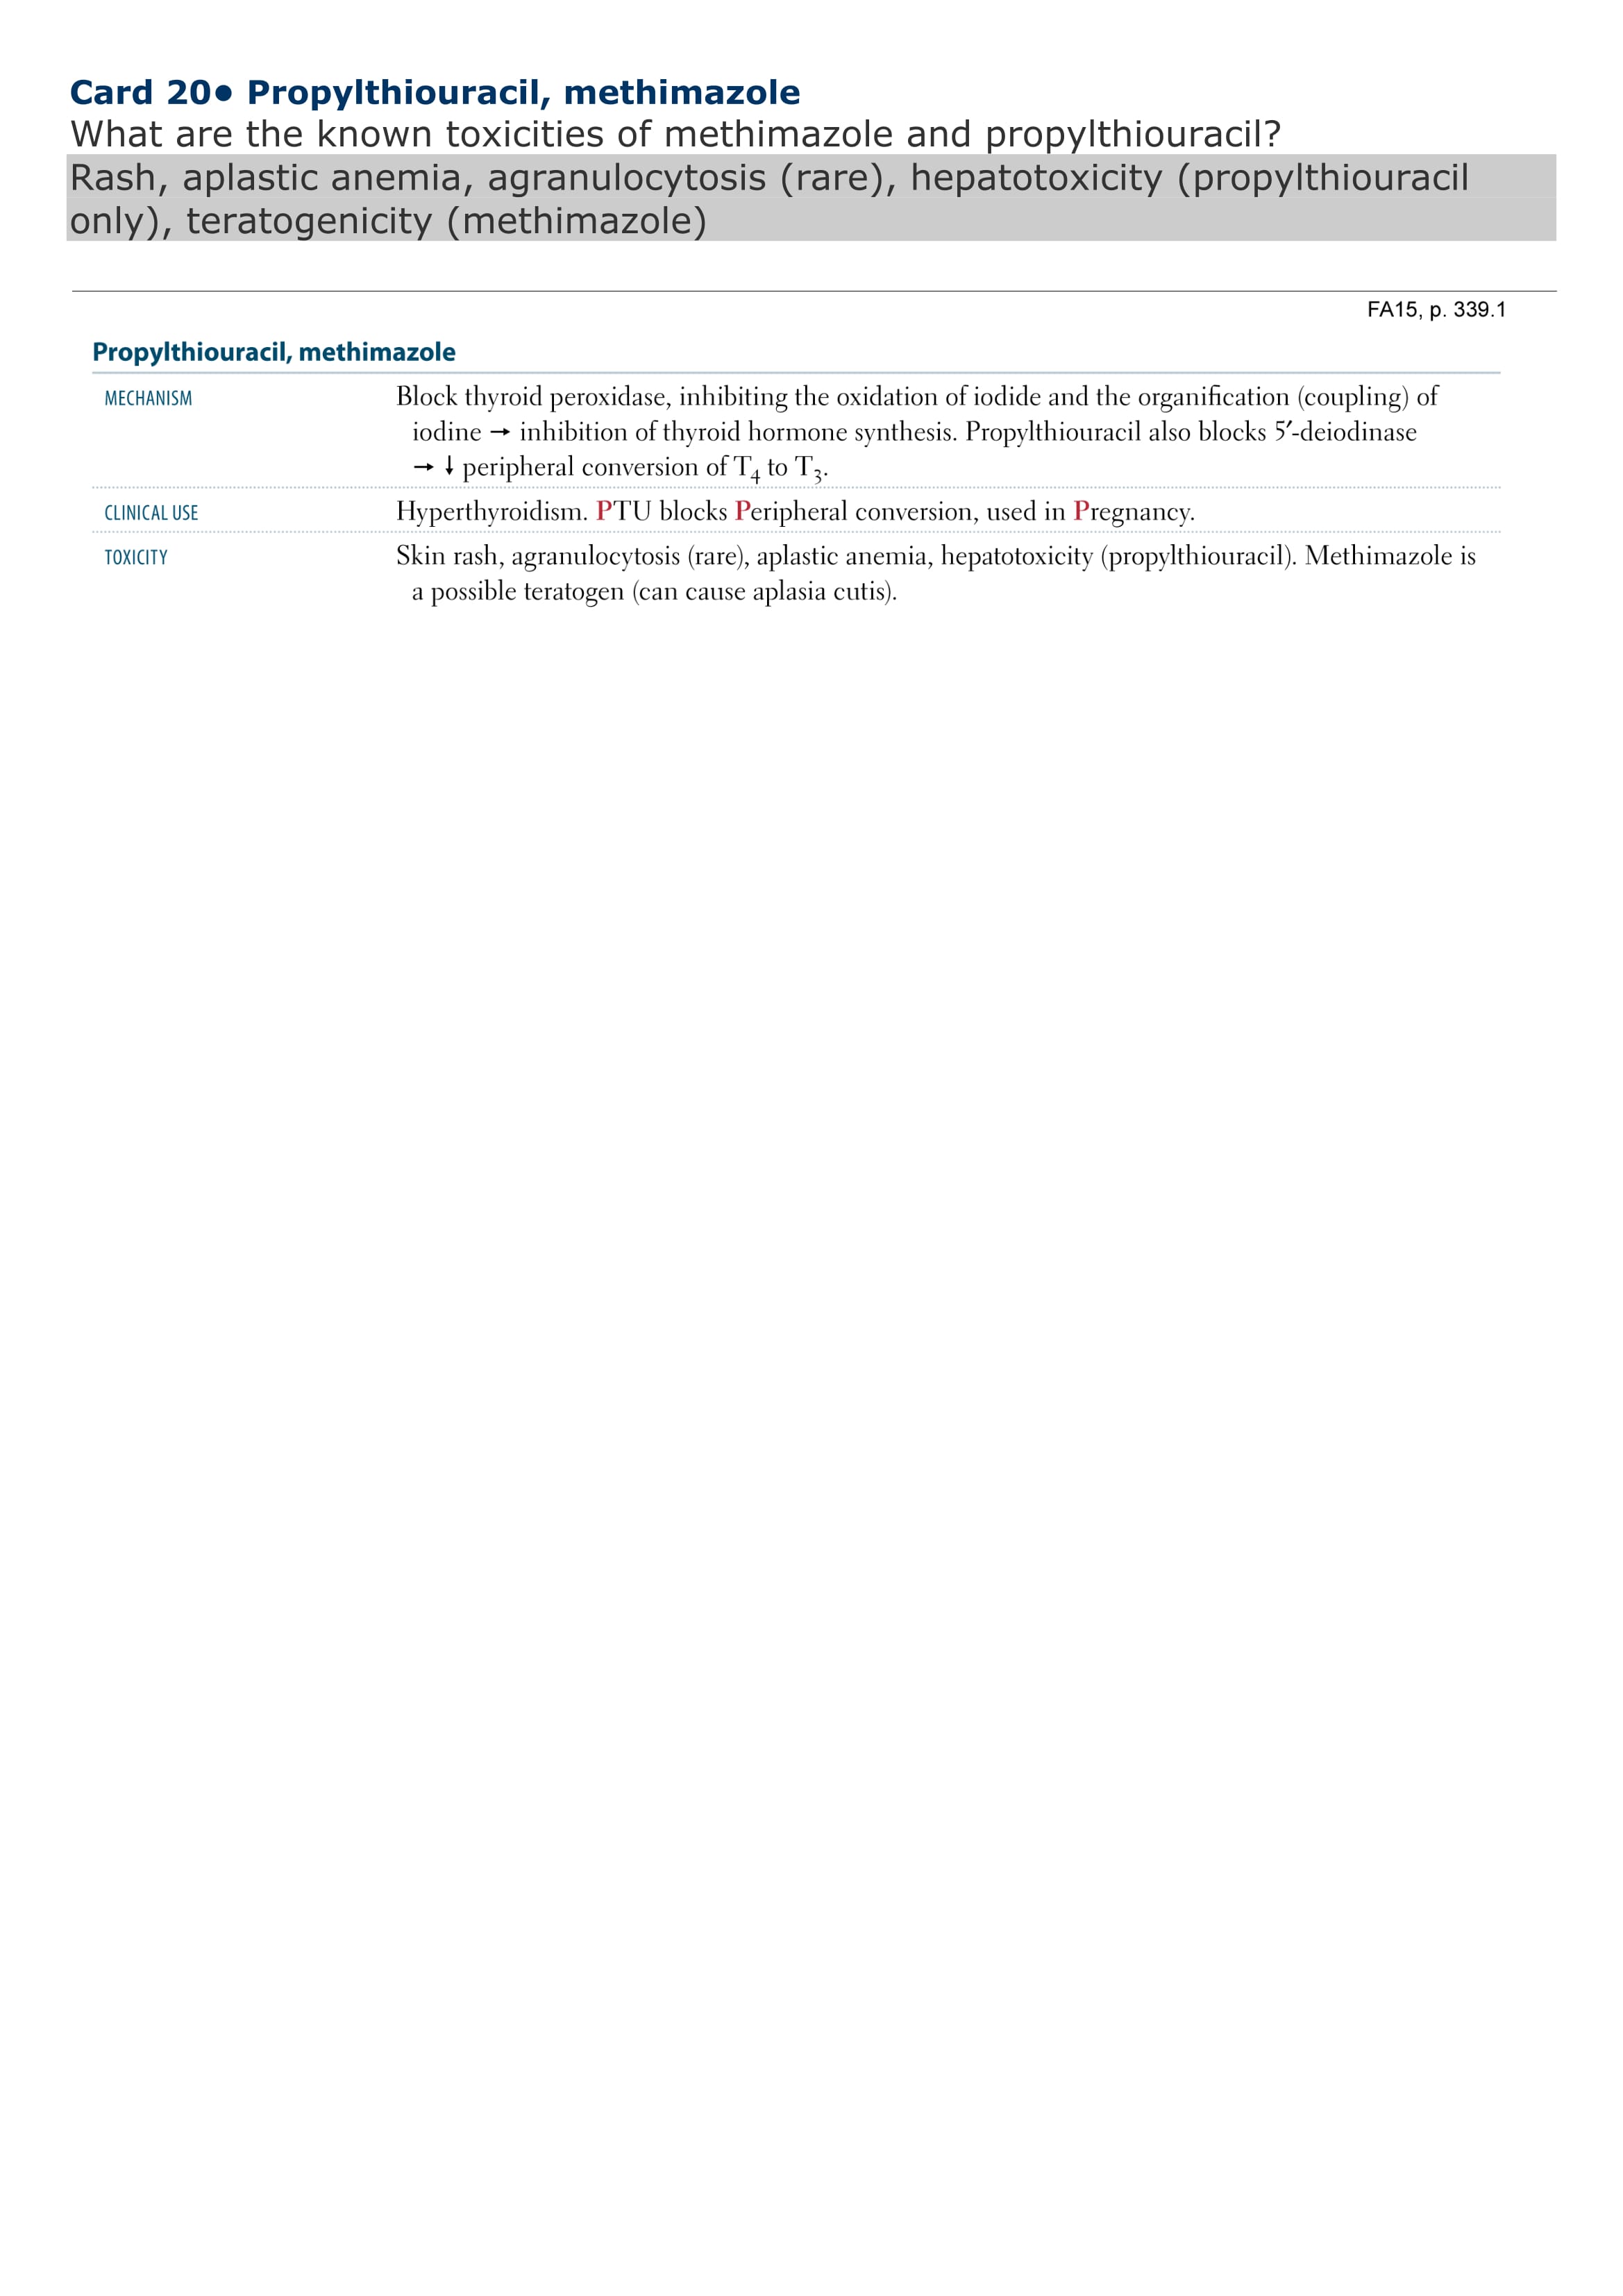 Card 20• Propylthiouracil, methimazole
What are the known toxicities of methimazole and propylthiouracil?
Rash, aplastic anemia, agranulocytosis (rare), hepatotoxicity (propylthiouracil
only), teratogenicity (methimazole)
FA15, p. 339.1
Propylthiouracil, methimazole
MECHANISM Block thyroid peroxidase, inhibiting the oxidation of iodide and the organification (coupling) of
iodine → inhibition of thyroid hormone synthesis. Propylthiouracil also blocks 5′-deiodinase
→ ↓ peripheral conversion of T4 to T3.
CLINICAL USE Hyperthyroidism. PTU blocks Peripheral conversion, used in Pregnancy.
TOXICITY Skin rash, agranulocytosis (rare), aplastic anemia, hepatotoxicity (propylthiouracil). Methimazole is
a possible teratogen (can cause aplasia cutis).